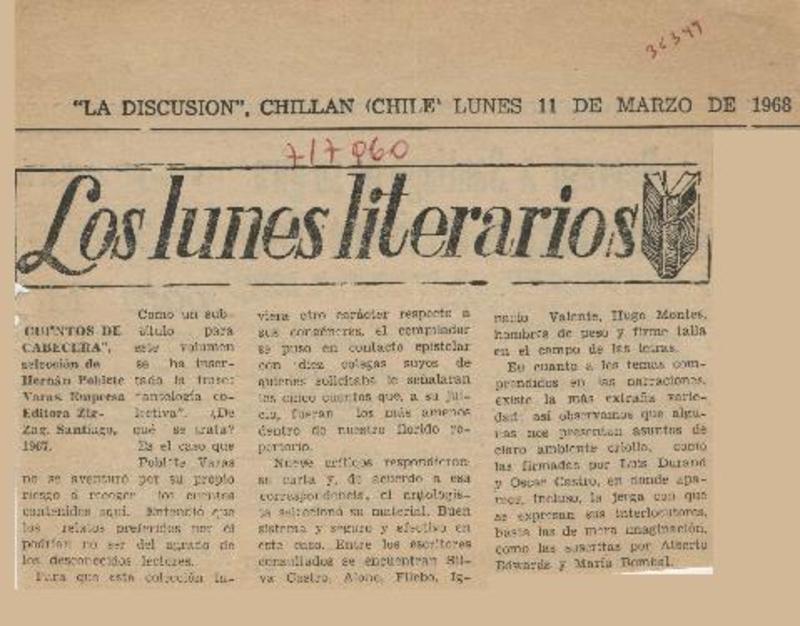 36349
"LA DISCUSION", CHILLAN (CHILE) LUNES 11 DE MARZO DE 1968
717960
Los lunes literarios
CUENTOS DE
CABECERA",
selección de
Hernán Poblete
Varas. Empresa
Editora Zig-
Zag. Santiago,
1967.
Como un sub-
título para
este volumen
se ha inser-
tado la frase:
"antología co-
lectiva". ¿De
qué se trata?
Es el caso que
Poblete Varas
no se aventuró por su propio
riesgo a recoger los cuentos
contenidos aquí. Entendió que
los relatos preferidos por él
podrían no ser del agrado de
los desconocidos lectores.
Para que esta colección tu-
viera otro carácter respecto a
sus congéneres, el compilador
se puso en contacto epistolar
con diez colegas suyos de
quienes solicitaba le señalaran
los cinco cuentos que, a su jui-
cio, fueran los más amenos
dentro de nuestro florido re-
pertorio.
Nueve críticos respondieron
su carta y, de acuerdo a esa
correspondencia, el antologis-
ta seleccionó su material. Buen
sistema y seguro y efectivo en
este caso. Entre los escritores
consultados se encuentran Sil-
va Castro, Alone, Filebo, Ig-
nacio Valente, Hugo Montes,
hombres de peso y firme talla
en el campo de las letras.
En cuanto a los temas com-
prendidos en las narraciones,
existe la más extraña varie-
dad: así observamos que algu-
nas nos presentan asuntos de
claro ambiente criollo, como
las firmadas por Luis Durand
y Oscar Castro, en donde apa-
rece, incluso, la jerga con que
se expresan sus interlocutores,
hasta las de mera imaginación,
como las suscritas por Alberto
Edwards y María Bombal.